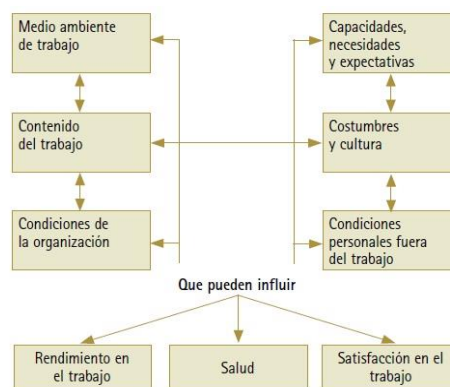 Medio ambiente
de trabajo
Capacidades,
necesidades
y expectativas
Contenido
del trabajo
Costumbres
y cultura
Condiciones de
la organización
Condiciones
personales fuera
del trabajo
Que pueden influir
Rendimiento en
el trabajo
Salud
Satisfacción en el
trabajo